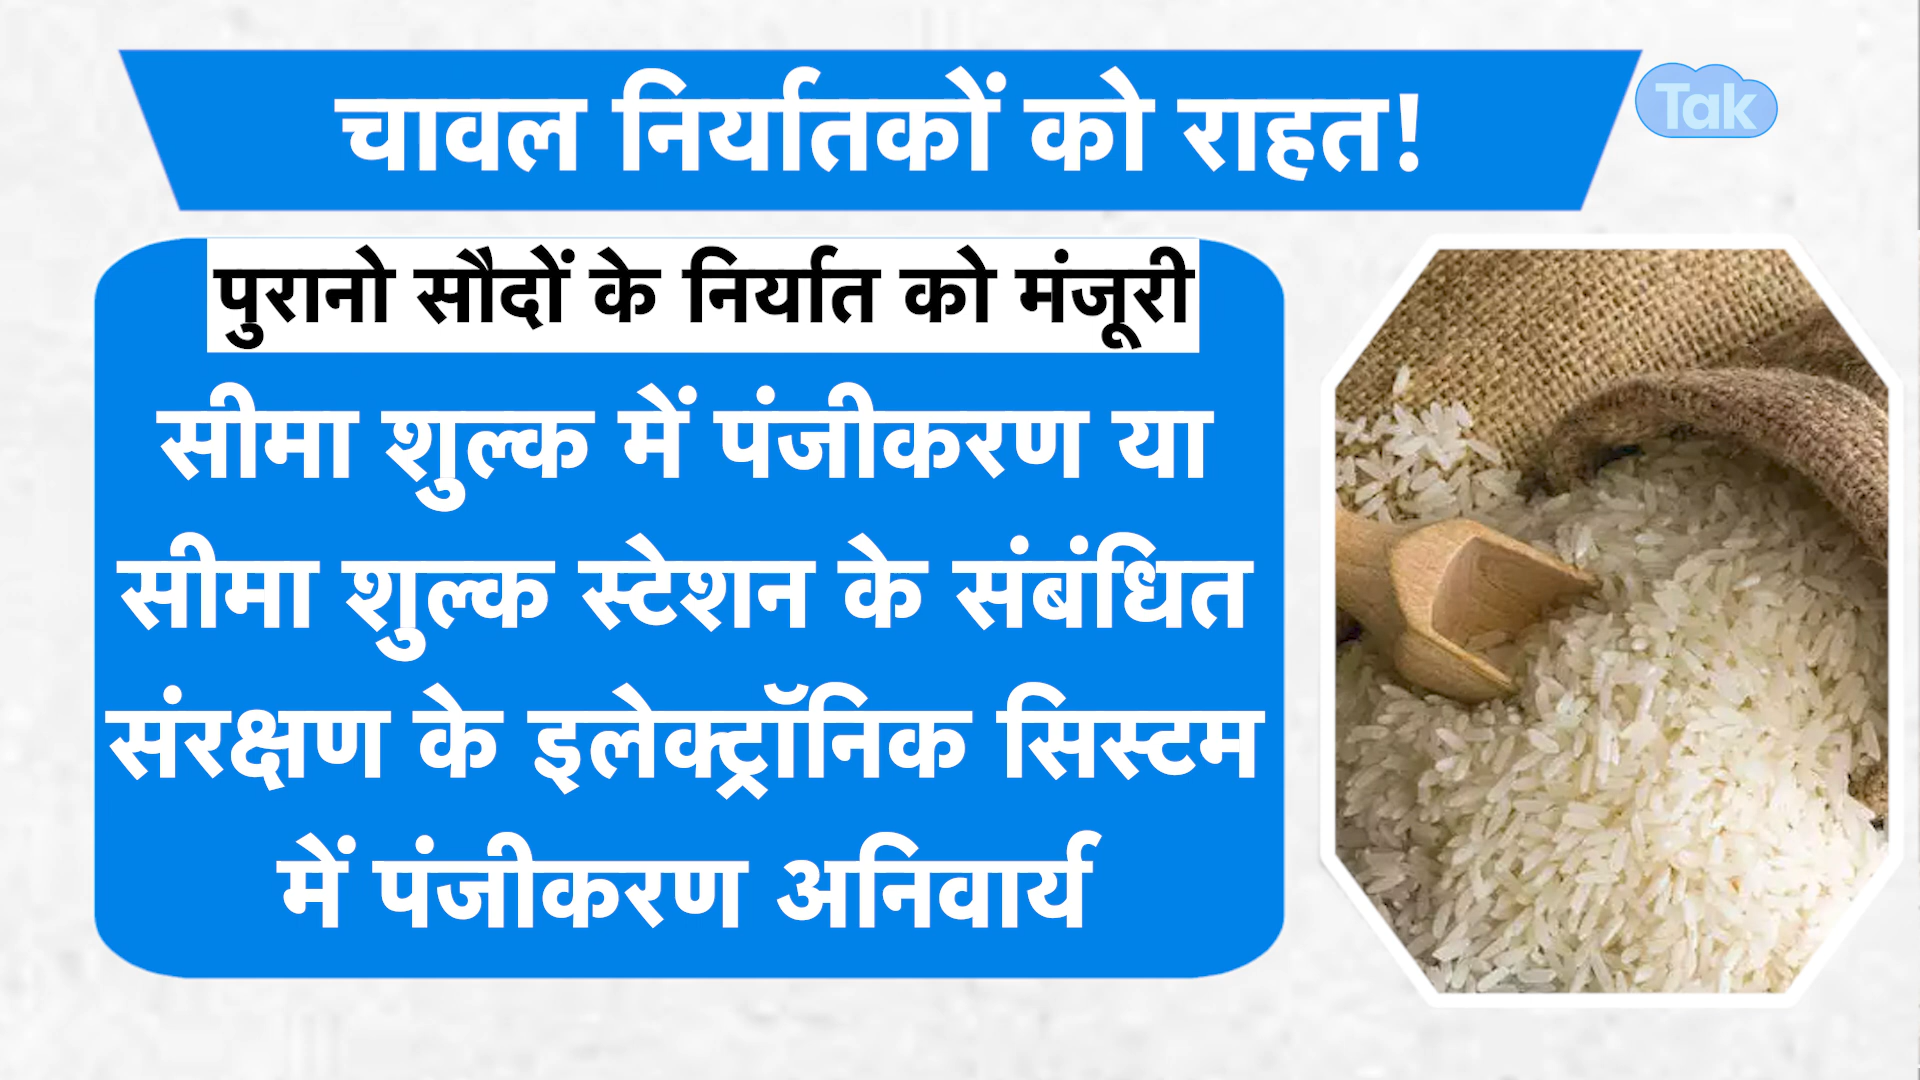 चावल निर्यातकों को राहत!
Tak
पुरानो सौदों के निर्यात को मंजूरी
सीमा शुल्क में पंजीकरण या
सीमा शुल्क स्टेशन के संबंधित
संरक्षण के इलेक्ट्रॉनिक सिस्टम
में पंजीकरण अनिवार्य